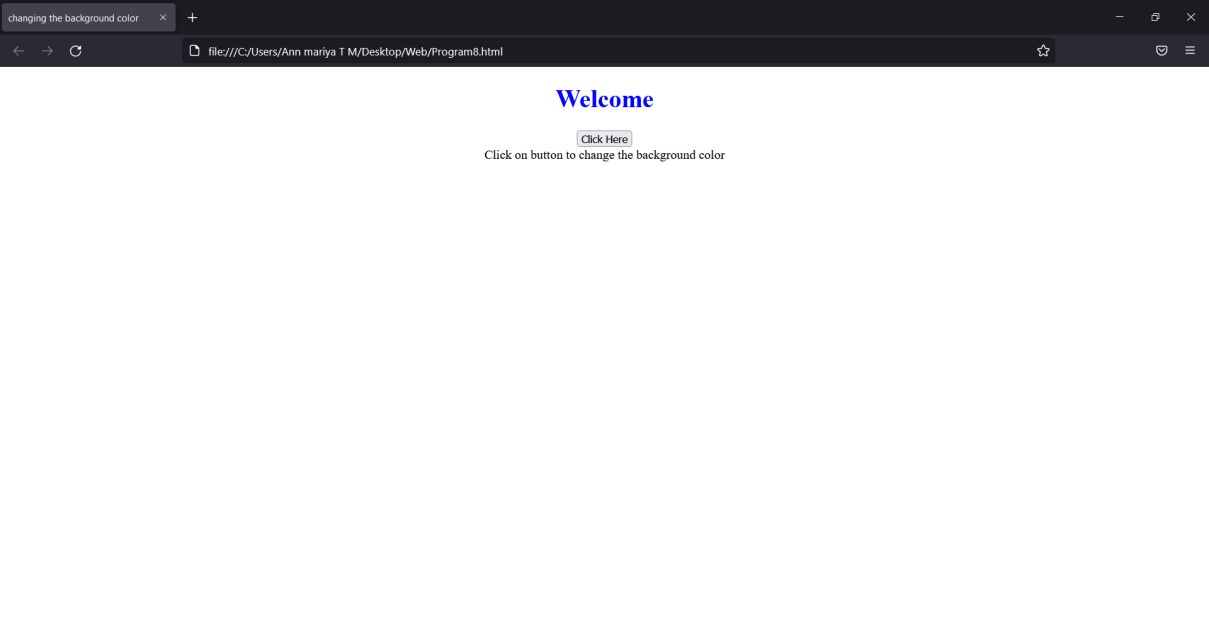 changing the background color
file:///C:/Users/Ann mariya T M/Desktop/Web/Program8.html
Welcome
Click Here
Click on button to change the background color